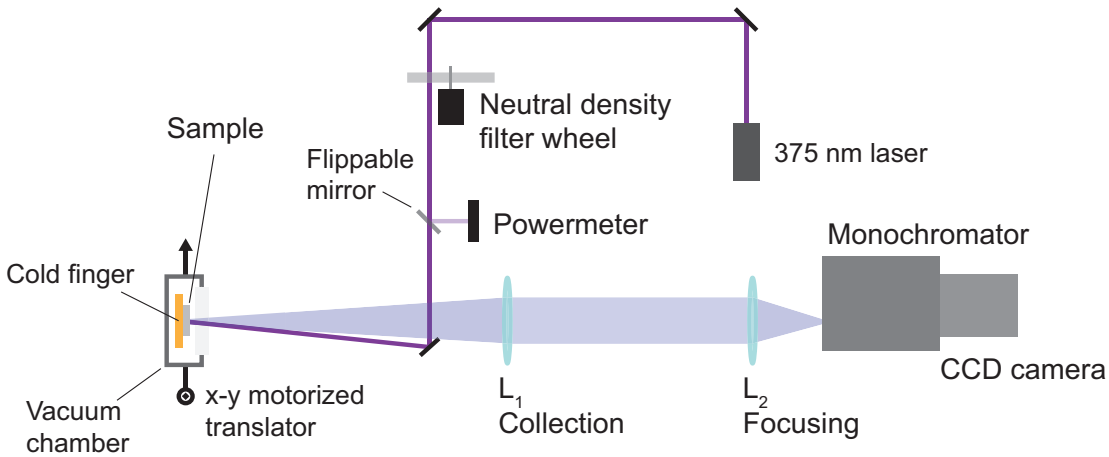 Neutral density
filter wheel
Sample
375 nm laser
Flippable
mirror
Powermeter
Monochromator
Cold finger
CCD camera
x-y motorized
translator
L₁
Collection
L₂
Focusing
Vacuum
chamber